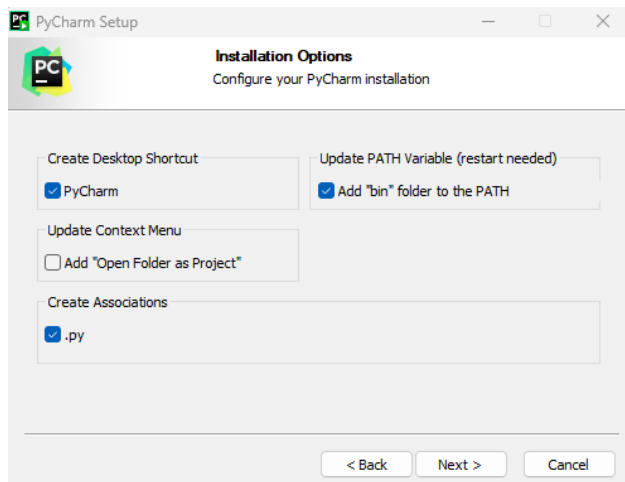 PC PyCharm Setup
PC
Installation Options
Configure your PyCharm installation
Create Desktop Shortcut
PyCharm
Update PATH Variable (restart needed)
Add "bin" folder to the PATH
Update Context Menu
Add "Open Folder as Project"
Create Associations
.py
< Back
Next >
Cancel